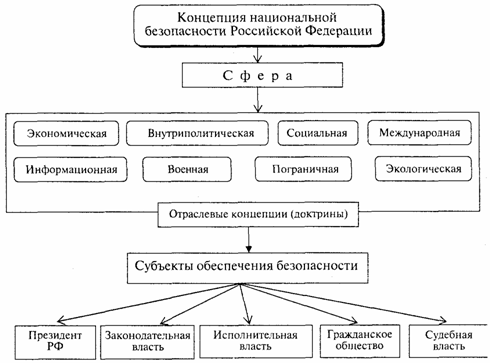 Концепция национальной
безопасности Российской Федерации
Сфера
Экономическая
Внутриполитическая
Социальная
Международная
Информационная
Военная
Пограничная
Экологическая
Отраслевые концепции (доктрины)
Субъекты обеспечения безопасности
Президент
РФ
Законодательная
власть
Исполнительная
власть
Гражданское
общество
Судебная
власть